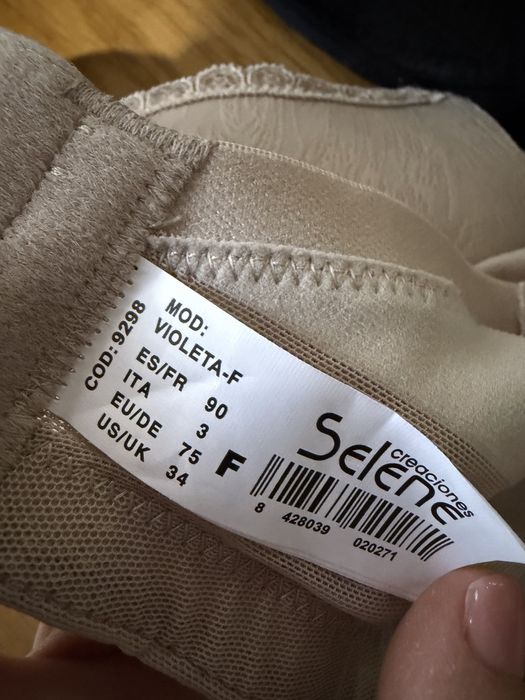 COD: 9298
MOD:
VIOLETA-F
ES/FR 90
ITA 3
EU/DE 75
US/UK 34
F
creaciones
Selene
8 428039 020271